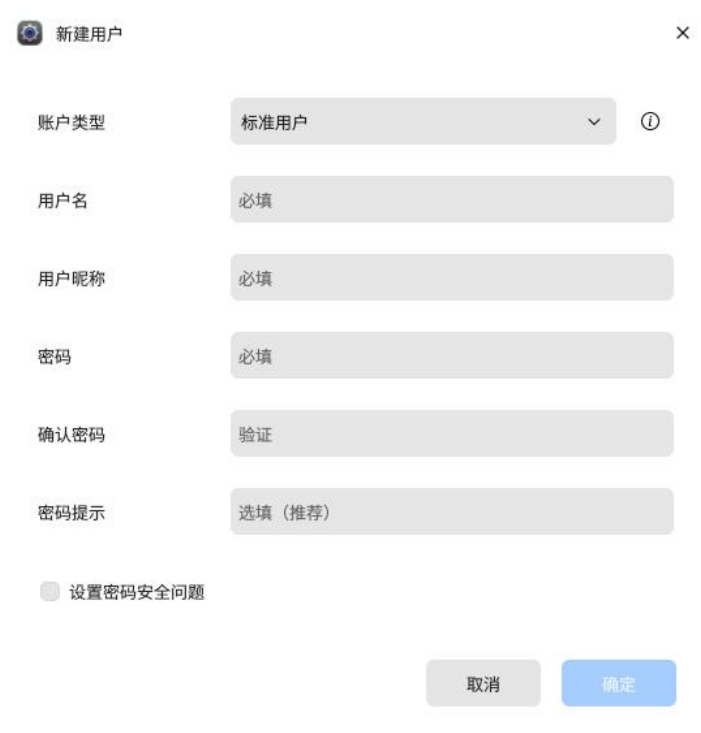 新建用户
账户类型
标准用户
用户名
必填
用户昵称
必填
密码
必填
确认密码
验证
密码提示
选填（推荐）
设置密码安全问题
取消
确定